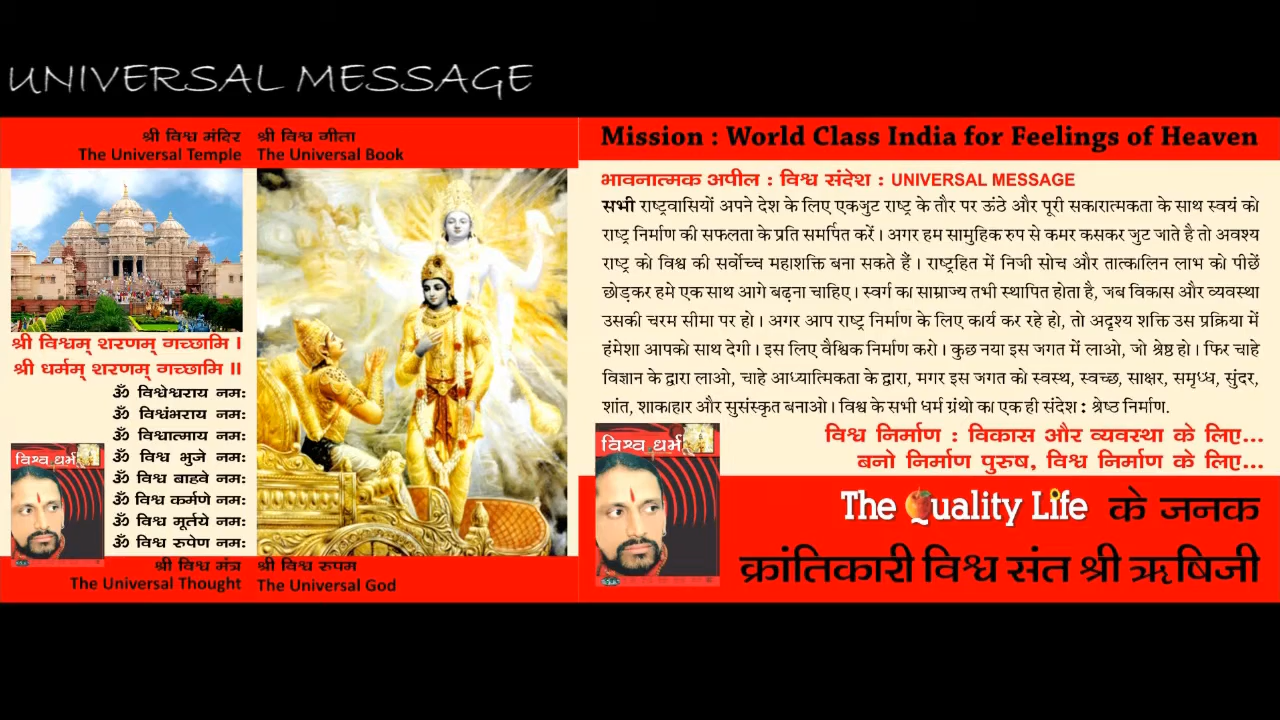 UNIVERSAL MESSAGE
श्री विश्व मंदिर
The Universal Temple
श्री विश्व गीता
The Universal Book
श्री विश्वम् शरणम् गच्छामि ।
श्री धर्मम् शरणम् गच्छामि ॥
ॐ विश्वेश्वराय नम:
ॐ विश्वंभराय नम:
ॐ विश्वात्माय नम:
ॐ विश्व भुजे नम:
ॐ विश्व बाहवे नम:
ॐ विश्व कर्मणे नम:
ॐ विश्व मूर्तये नम:
ॐ विश्व रुपेण नम:
विश्व धर्म
श्री विश्व मंत्र
The Universal Thought
श्री विश्व रुपम
The Universal God
Mission : World Class India for Feelings of Heaven
भावनात्मक अपील : विश्व संदेश : UNIVERSAL MESSAGE
सभी राष्ट्रवासियों अपने देश के लिए एकजुट राष्ट्र के तौर पर ऊंठे और पूरी सकारात्मकता के साथ स्वयं को
राष्ट्र निर्माण की सफलता के प्रति समर्पित करें । अगर हम सामुहिक रुप से कमर कसकर जुट जाते है तो अवश्य
राष्ट्र को विश्व की सर्वोच्च महाशक्ति बना सकते हैं । राष्ट्रहित में निजी सोच और तात्कालिन लाभ को पीछें
छोड़कर हमे एक साथ आगे बढ़ना चाहिए । स्वर्ग का साम्राज्य तभी स्थापित होता है, जब विकास और व्यवस्था
उसकी चरम सीमा पर हो । अगर आप राष्ट्र निर्माण के लिए कार्य कर रहे हो, तो अदृश्य शक्ति उस प्रक्रिया में
हंमेशा आपको साथ देगी । इस लिए वैश्विक निर्माण करो । कुछ नया इस जगत में लाओ, जो श्रेष्ठ हो । फिर चाहे
विज्ञान के द्वारा लाओ, चाहे आध्यात्मिकता के द्वारा, मगर इस जगत को स्वस्थ, स्वच्छ, साक्षर, समृध्ध, सुंदर,
शांत, शाकाहार और सुसंस्कृत बनाओ । विश्व के सभी धर्म ग्रंथो का एक ही संदेश : श्रेष्ठ निर्माण.
विश्व निर्माण : विकास और व्यवस्था के लिए...
बनो निर्माण पुरुष, विश्व निर्माण के लिए...
विश्व धर्म
The Quality Life के जनक
क्रांतिकारी विश्व संत श्री ऋषिजी